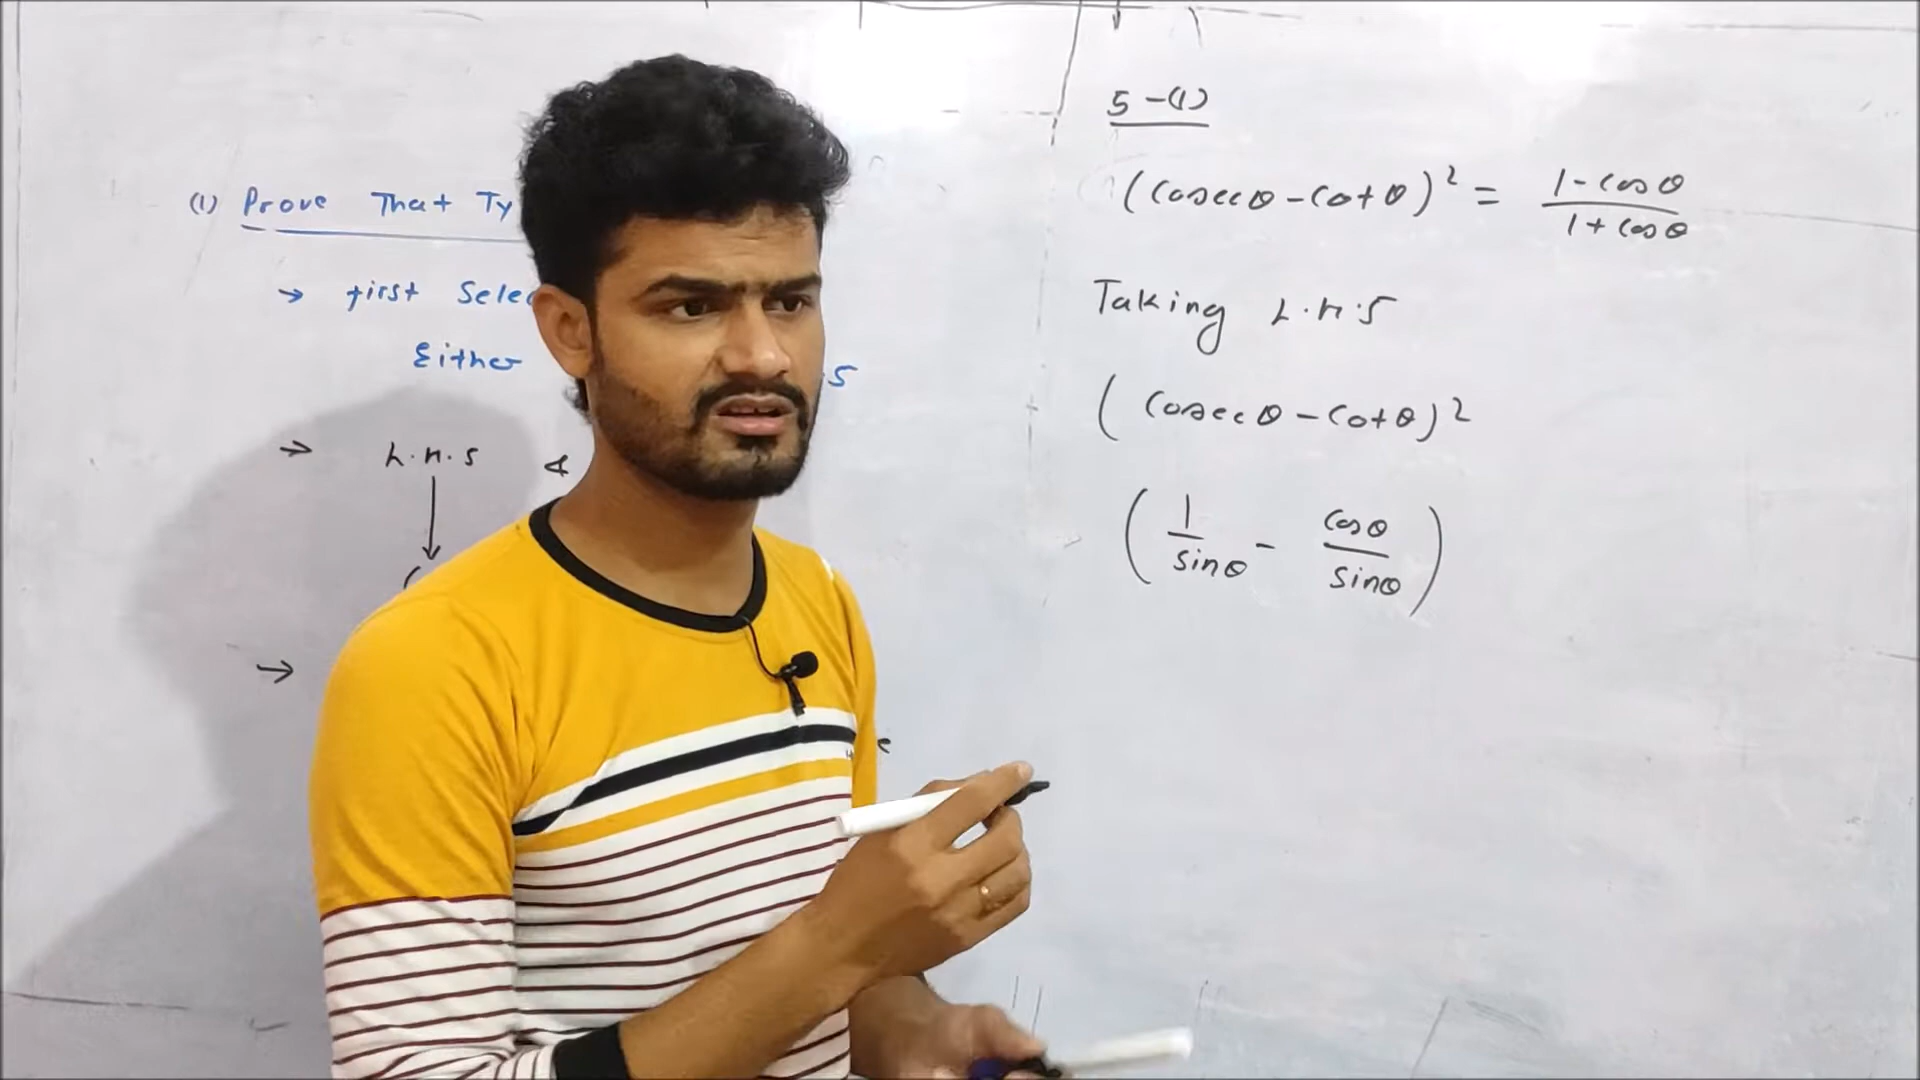 (1) Prove That Ty
→ first Selec
Either S
→ L.H.S &
→
5-(1)
(cosecθ - cotθ)² = 1 - cosθ / 1 + cosθ
Taking L.H.S
( cosecθ - cotθ)²
( 1 / sinθ - cosθ / sinθ )